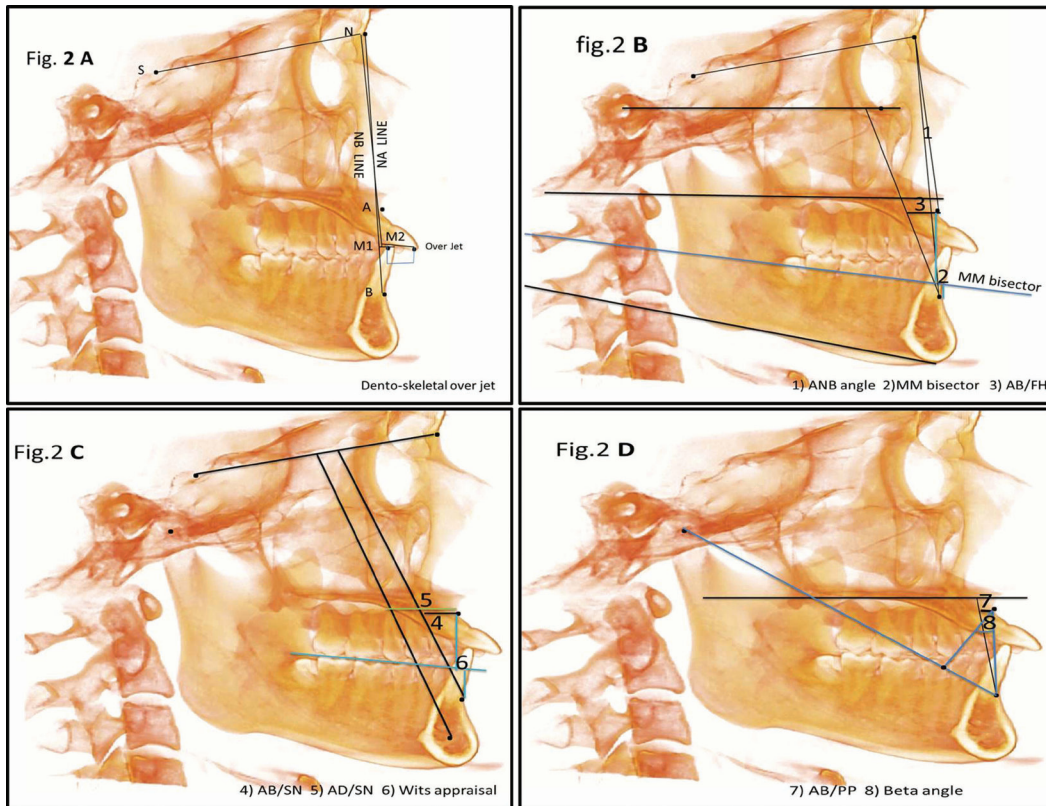 Fig. 2 A
N
S
NB LINE
NA LINE
A
M1
M2
Over Jet
B
Dento-skeletal over jet
fig.2 B
1
3
2
MM bisector
1) ANB angle 2)MM bisector 3) AB/FH
Fig.2 C
5
4
6
4) AB/SN 5) AD/SN 6) Wits appraisal
Fig.2 D
7
8
7) AB/PP 8) Beta angle